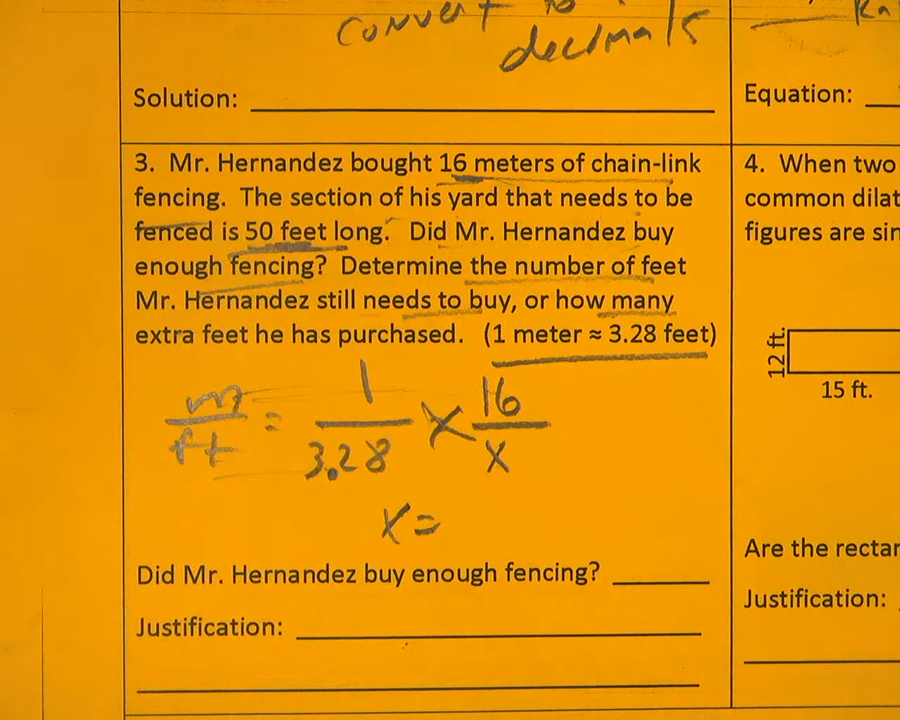 convert to
decimals
Solution:
Equation:
3. Mr. Hernandez bought 16 meters of chain-link
fencing. The section of his yard that needs to be
fenced is 50 feet long. Did Mr. Hernandez buy
enough fencing? Determine the number of feet
Mr. Hernandez still needs to buy, or how many
extra feet he has purchased. (1 meter ≈ 3.28 feet)
m/ft = 1/3.28 × 16/x
x =
Did Mr. Hernandez buy enough fencing?
Justification:
4. When two
common dilat
figures are sin
12 ft.
15 ft.
Are the rectar
Justification: